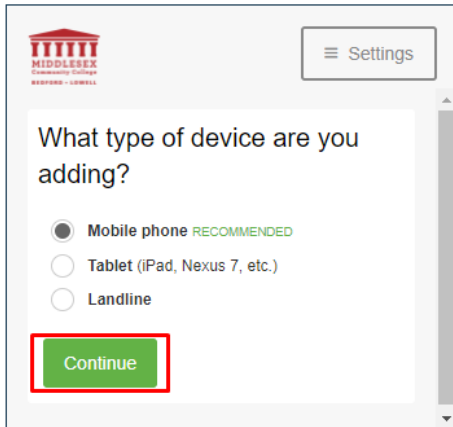 MIDDLESEX
Community College
BEDFORD - LOWELL
≡ Settings
What type of device are you
adding?
Mobile phone RECOMMENDED
Tablet (iPad, Nexus 7, etc.)
Landline
Continue